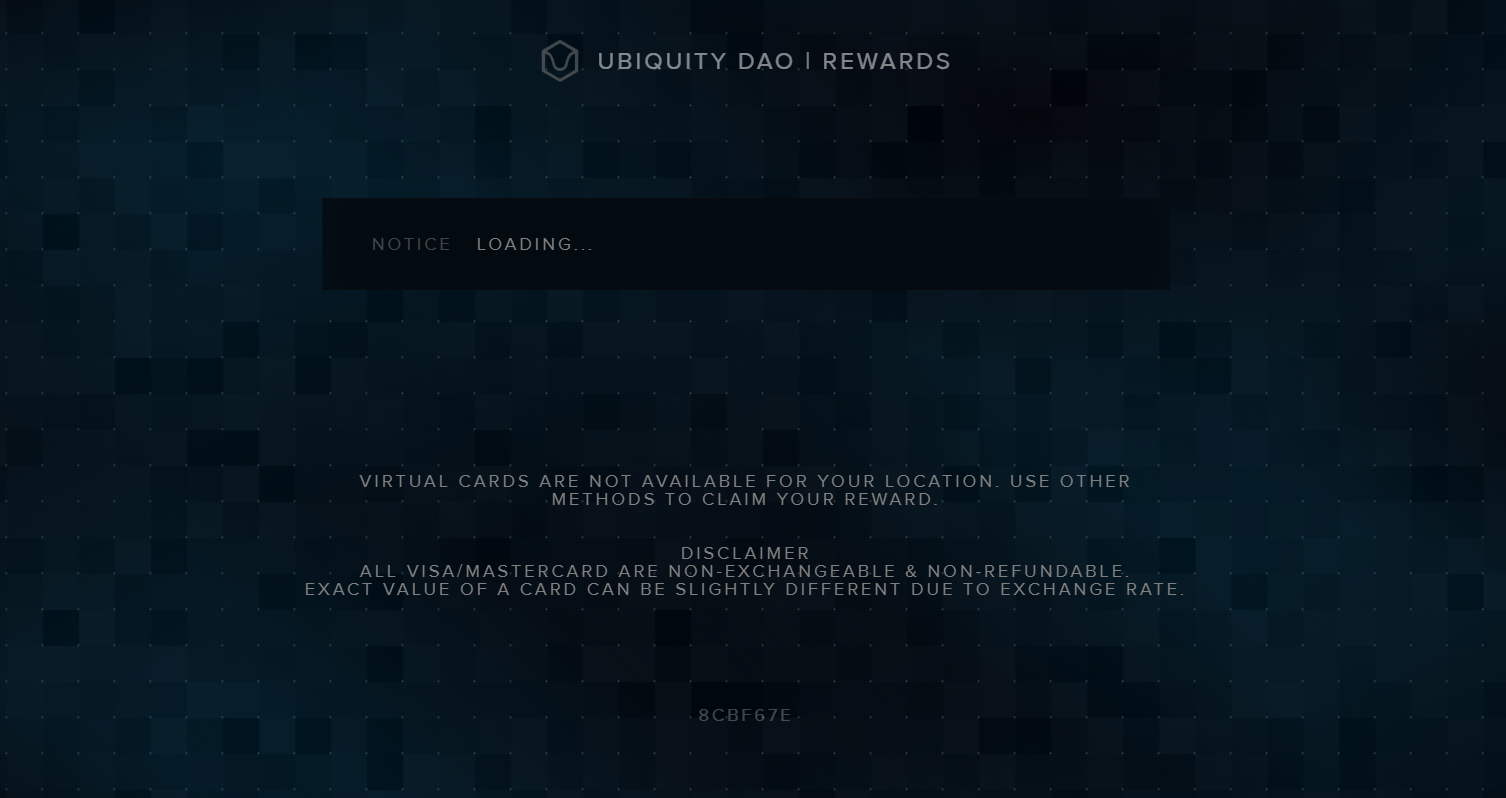 UBIQUITY DAO | REWARDS
NOTICE LOADING...
VIRTUAL CARDS ARE NOT AVAILABLE FOR YOUR LOCATION. USE OTHER
METHODS TO CLAIM YOUR REWARD.
DISCLAIMER
ALL VISA/MASTERCARD ARE NON-EXCHANGEABLE & NON-REFUNDABLE.
EXACT VALUE OF A CARD CAN BE SLIGHTLY DIFFERENT DUE TO EXCHANGE RATE.
8CBF67E